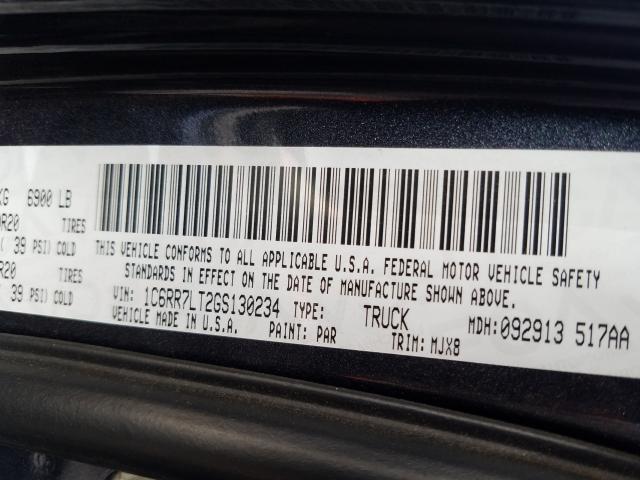 KG 6900 LB
R20 TIRES
( 39 PSI) COLD
R20 TIRES
( 39 PSI) COLD
THIS VEHICLE CONFORMS TO ALL APPLICABLE U.S.A. FEDERAL MOTOR VEHICLE SAFETY
STANDARDS IN EFFECT ON THE DATE OF MANUFACTURE SHOWN ABOVE.
VIN: 1C6RR7LT2GS130234 TYPE: TRUCK MDH: 092913 517AA
VEHICLE MADE IN U.S.A. PAINT: PAR TRIM: MJX8